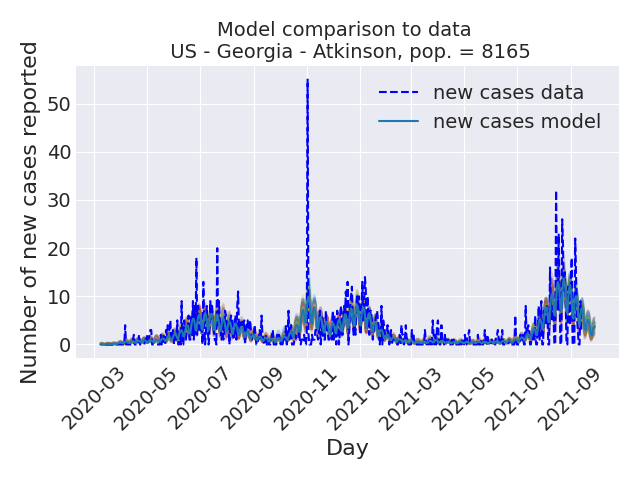 Model comparison to data
US - Georgia - Atkinson, pop. = 8165
Number of new cases reported
50
40
30
20
10
0
new cases data
new cases model
2020-03
2020-05
2020-07
2020-09
2020-11
2021-01
2021-03
2021-05
2021-07
2021-09
Day